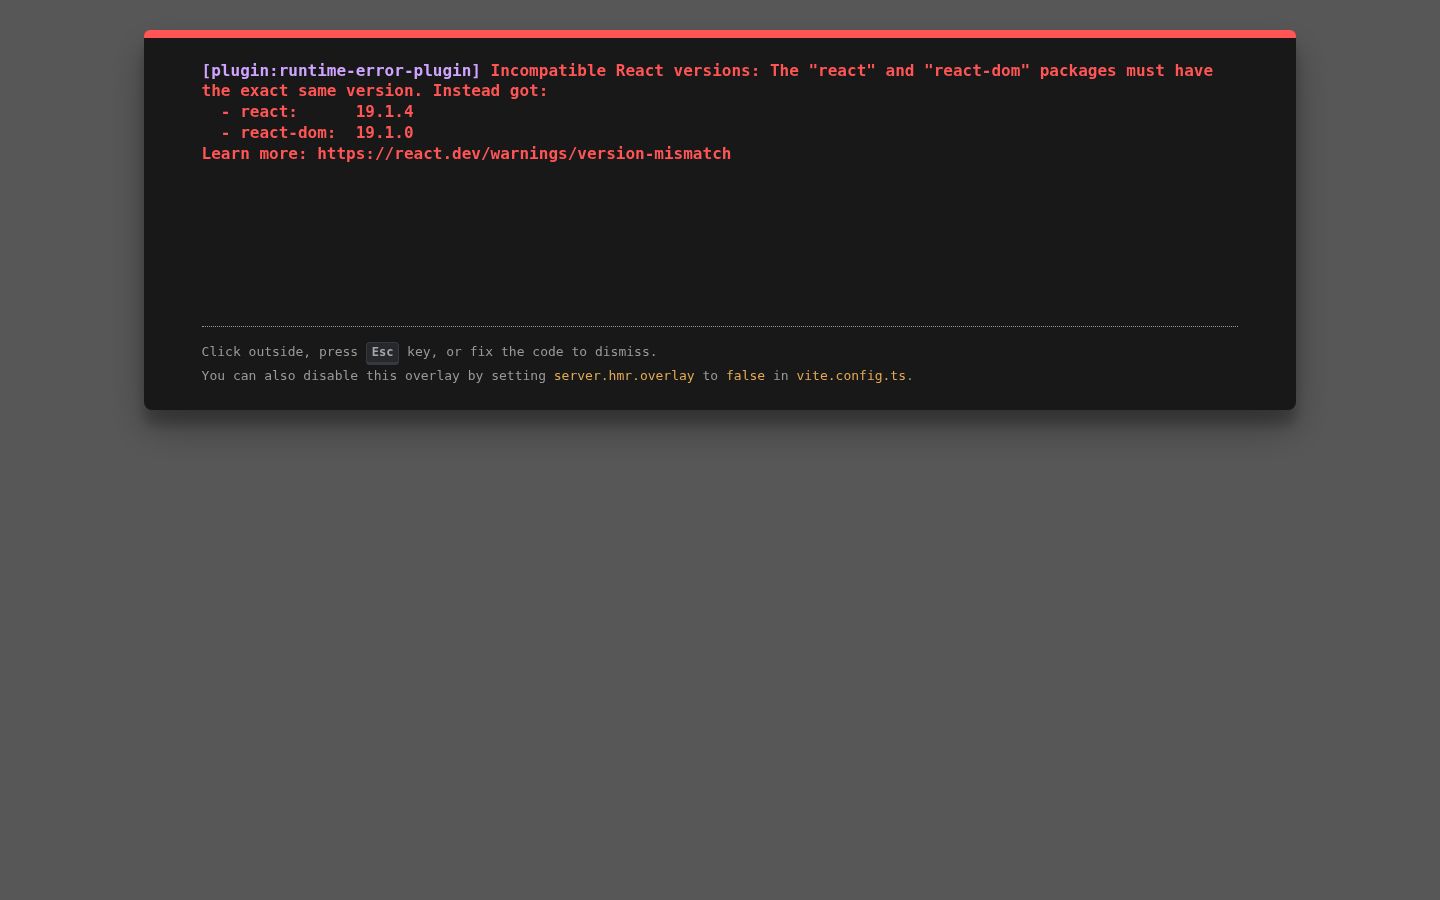 [plugin:runtime-error-plugin] Incompatible React versions: The "react" and "react-dom" packages must have
the exact same version. Instead got:
  - react:      19.1.4
  - react-dom:  19.1.0
Learn more: https://react.dev/warnings/version-mismatch
Click outside, press Esc key, or fix the code to dismiss.
You can also disable this overlay by setting server.hmr.overlay to false in vite.config.ts.